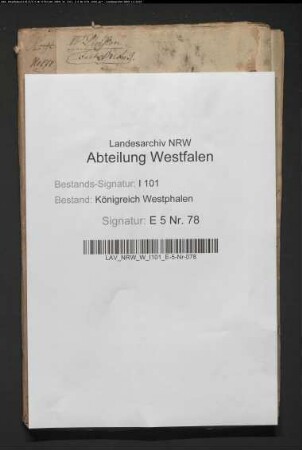 Landesarchiv NRW
Abteilung Westfalen
Bestands-Signatur: I 101
Bestand: Königreich Westphalen
Signatur: E 5 Nr. 78
LAV_NRW_W_I101_E-5-Nr-078